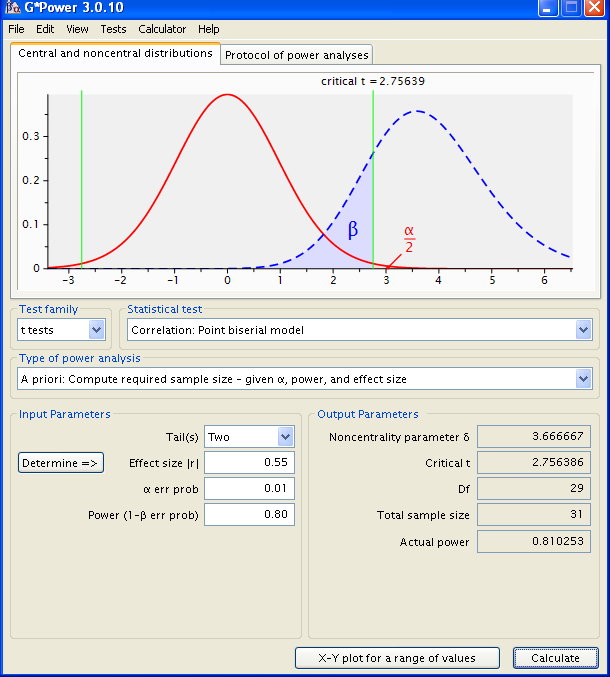 G*Power 3.0.10
File Edit View Tests Calculator Help
Central and noncentral distributions Protocol of power analyses
critical t = 2.75639
0.3
0.2
0.1
0
β
α
2
-3 -2 -1 0 1 2 3 4 5 6
Test family Statistical test
t tests Correlation: Point biserial model
Type of power analysis
A priori: Compute required sample size - given α, power, and effect size
Input Parameters Output Parameters
Tail(s) Two Noncentrality parameter δ 3.666667
Determine => Effect size |r| 0.55 Critical t 2.756386
α err prob 0.01 Df 29
Power (1-β err prob) 0.80 Total sample size 31
Actual power 0.810253
X-Y plot for a range of values Calculate